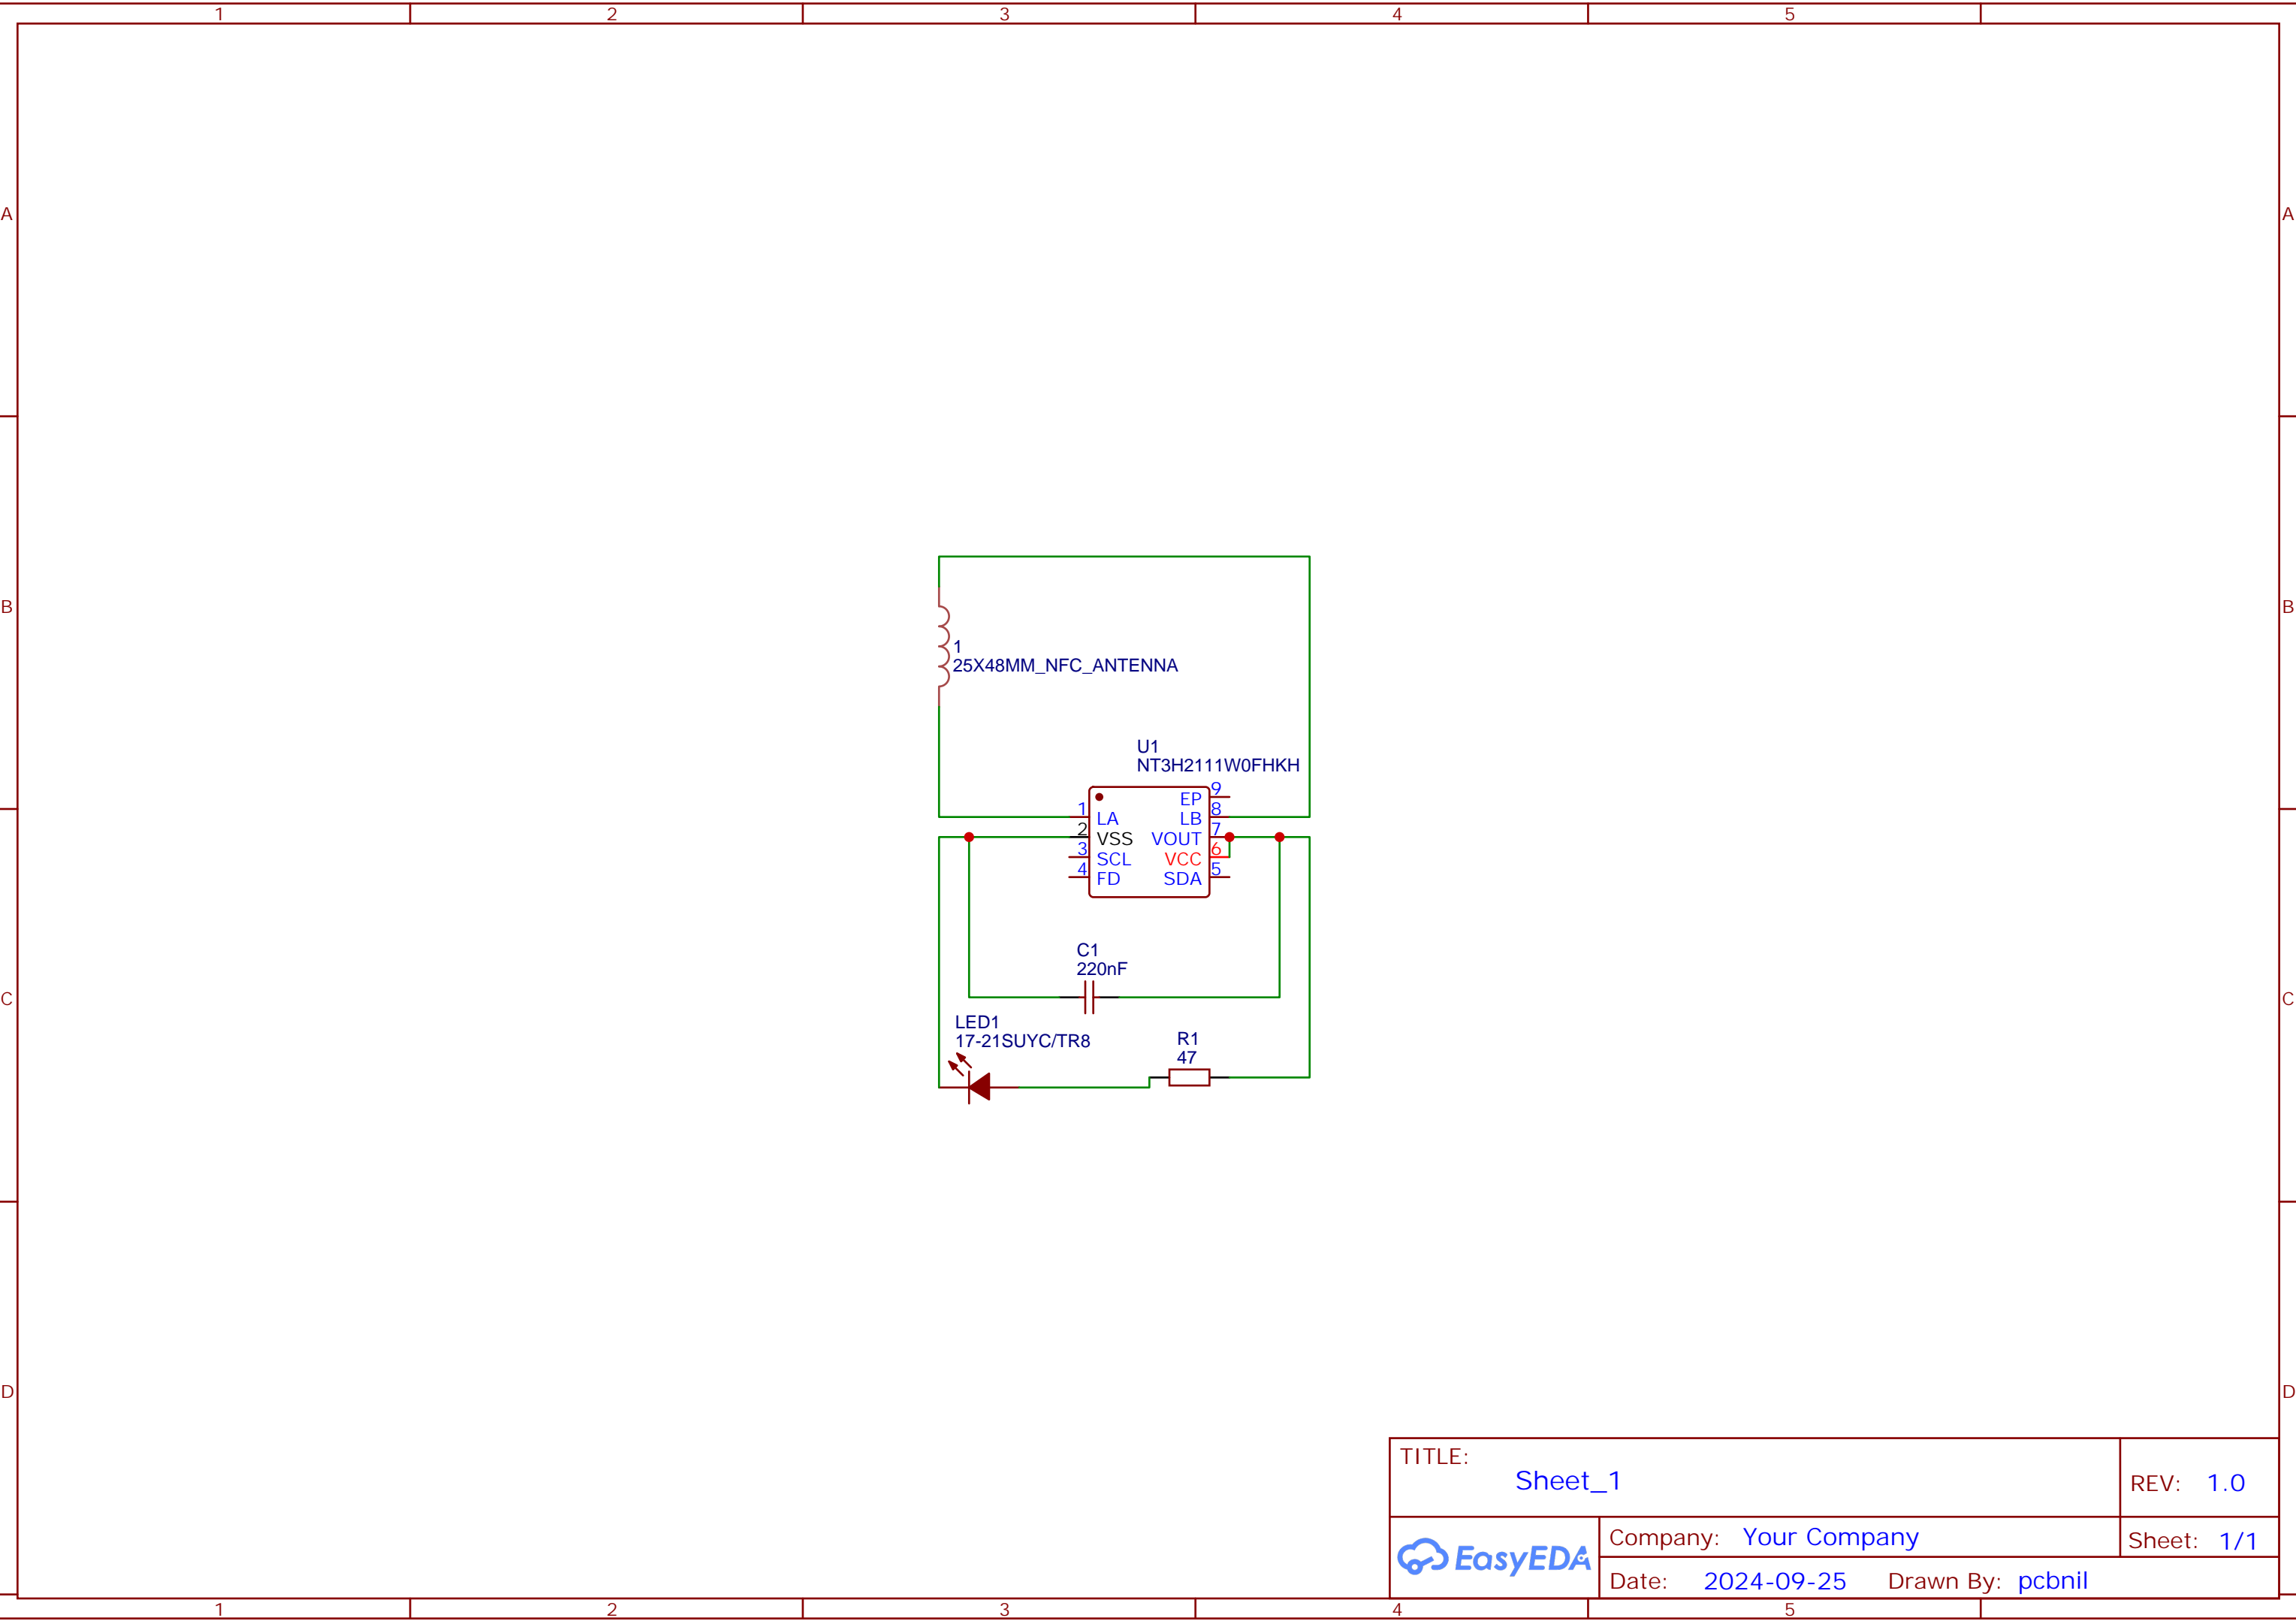 1 2 3 4 5
A A
B B
1
25X48MM_NFC_ANTENNA
U1
NT3H2111W0FHKH
EP 9
1 LA LB 8
2 VSS VOUT 7
3 SCL VCC 6
4 FD SDA 5
C1
220nF
C C
LED1
17-21SUYC/TR8
R1
47
D D
TITLE:
Sheet_1
REV: 1.0
EasyEDA
Company: Your Company
Sheet: 1/1
Date: 2024-09-25 Drawn By: pcbnil
1 2 3 4 5